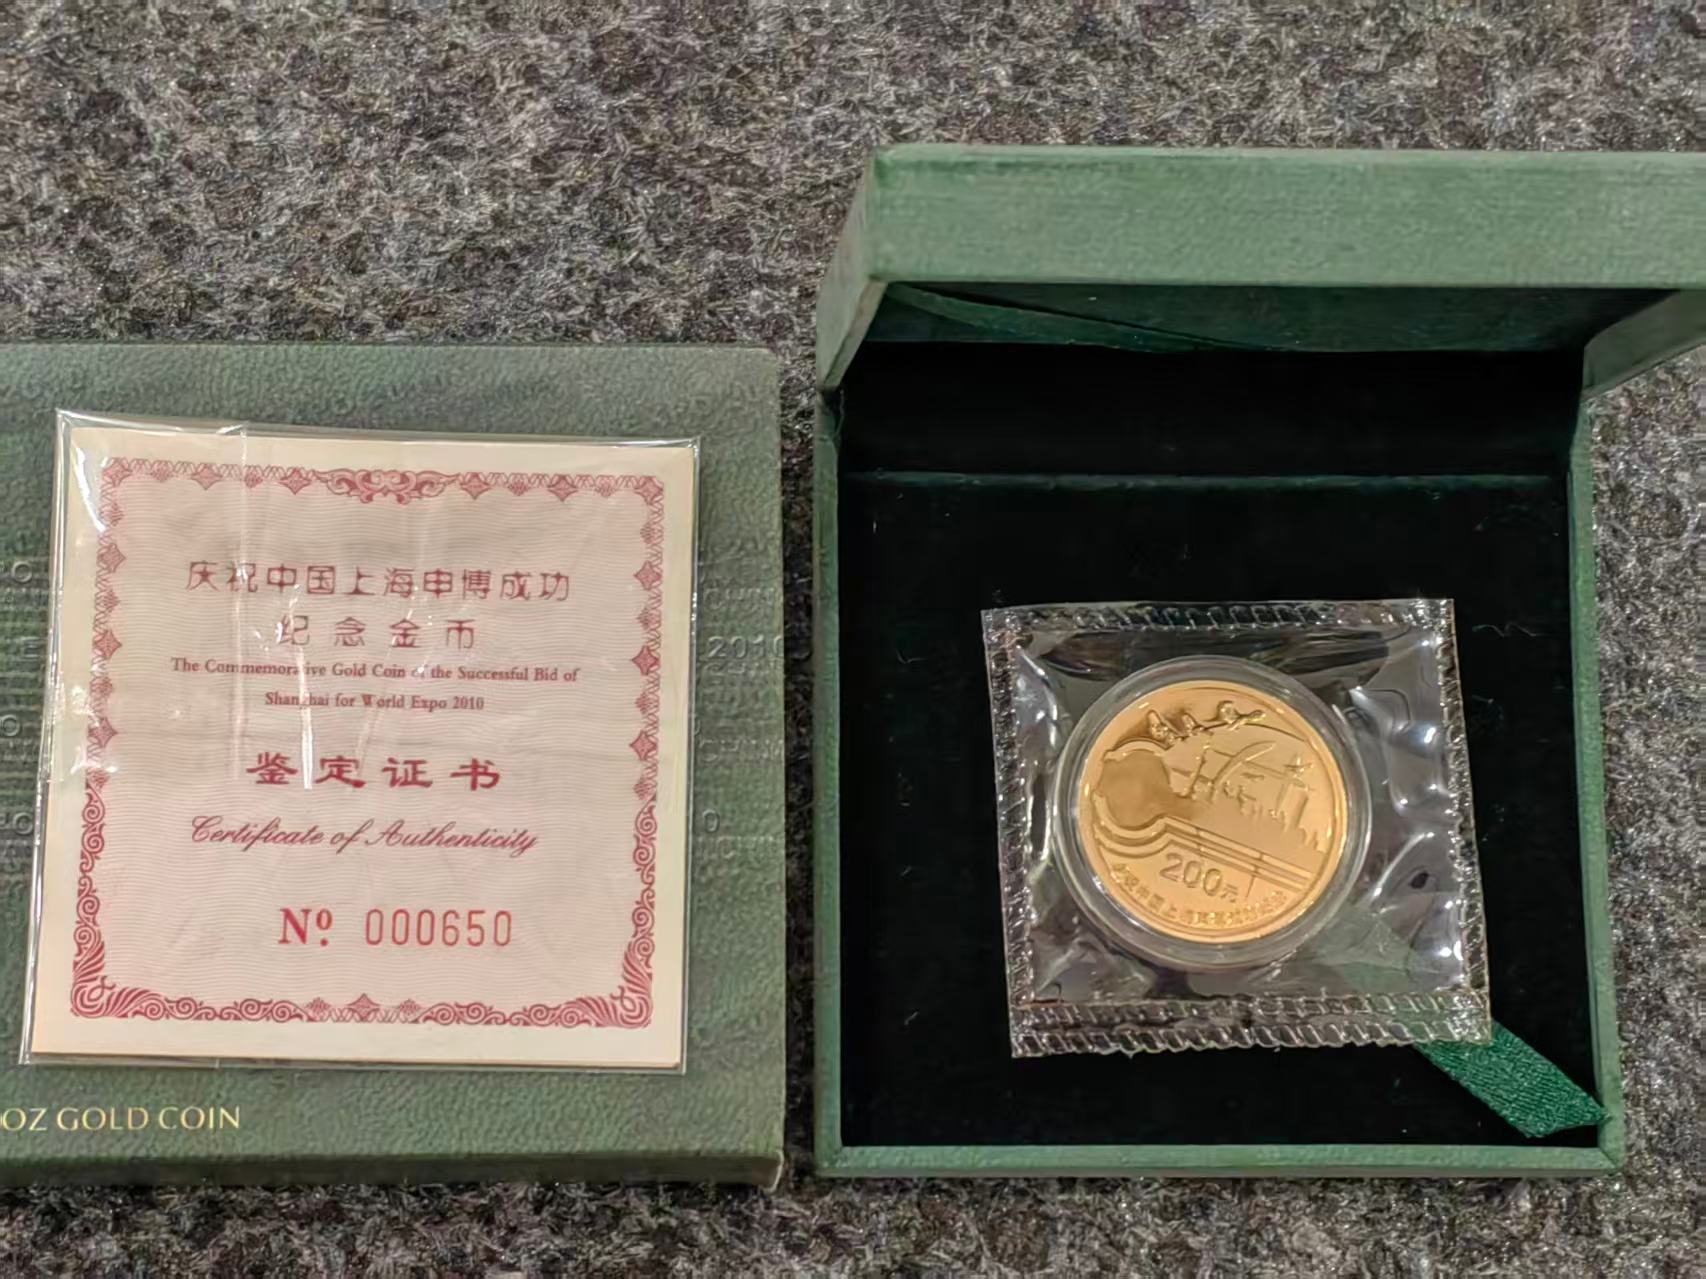 庆祝中国上海申博成功
纪念金币
The Commemorative Gold Coin of the Successful Bid of
Shanghai for World Expo 2010
鉴定证书
Certificate of Authenticity
Nº 000650
OZ GOLD COIN
2010
200元